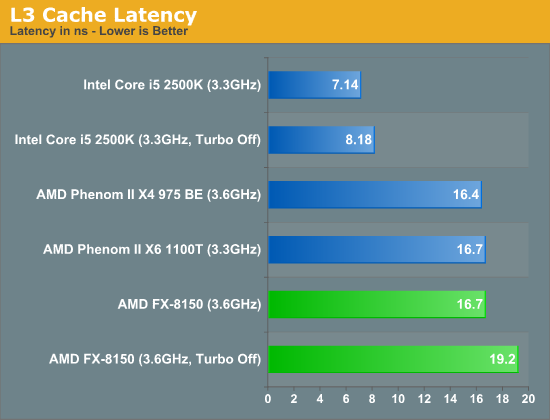 L3 Cache Latency
Latency in ns - Lower is Better
Intel Core i5 2500K (3.3GHz) 7.14
Intel Core i5 2500K (3.3GHz, Turbo Off) 8.18
AMD Phenom II X4 975 BE (3.6GHz) 16.4
AMD Phenom II X6 1100T (3.3GHz) 16.7
AMD FX-8150 (3.6GHz) 16.7
AMD FX-8150 (3.6GHz, Turbo Off) 19.2
0 2 4 6 8 10 12 14 16 18 20